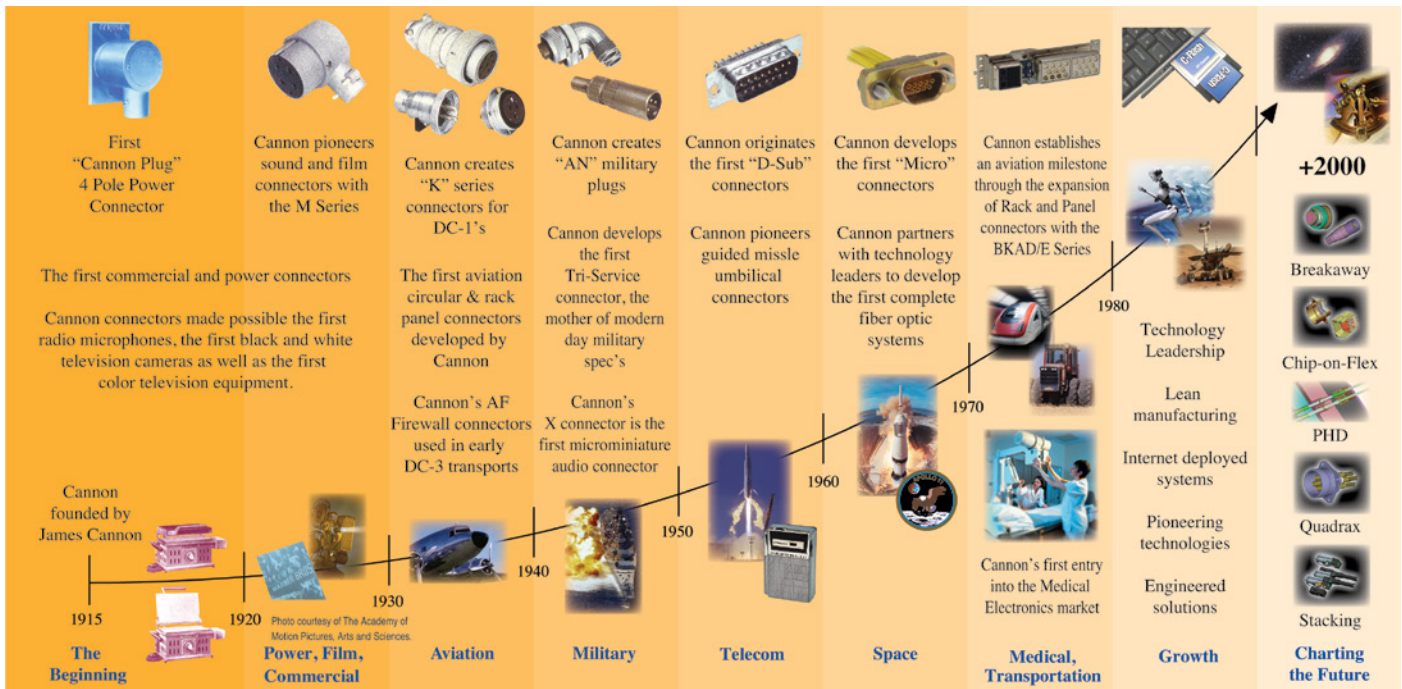 First
“Cannon Plug”
4 Pole Power
Connector
Cannon pioneers
sound and film
connectors with
the M Series
The first commercial and power connectors
Cannon connectors made possible the first
radio microphones, the first black and white
television cameras as well as the first
color television equipment.
Cannon
founded by
James Cannon
1915
The
Beginning
1920
Photo courtesy of The Academy of
Motion Pictures, Arts and Sciences.
Power, Film,
Commercial
Cannon creates
“K” series
connectors for
DC-1’s
The first aviation
circular & rack
panel connectors
developed by
Cannon
Cannon’s AF
Firewall connectors
used in early
DC-3 transports
1930
Aviation
Cannon creates
“AN” military
plugs
Cannon develops
the first
Tri-Service
connector, the
mother of modern
day military
spec’s
Cannon’s
X connector is the
first microminiature
audio connector
1940
Military
Cannon originates
the first “D-Sub”
connectors
Cannon pioneers
guided missle
umbilical
connectors
1950
Telecom
Cannon develops
the first “Micro”
connectors
Cannon partners
with technology
leaders to develop
the first complete
fiber optic
systems
1960
APOLLO 11
Space
Cannon establishes
an aviation milestone
through the expansion
of Rack and Panel
connectors with the
BKAD/E Series
1970
Cannon’s first entry
into the Medical
Electronics market
Medical,
Transportation
C-Flash
C-Flash
1980
Technology
Leadership
Lean
manufacturing
Internet deployed
systems
Pioneering
technologies
Engineered
solutions
Growth
+2000
Breakaway
Chip-on-Flex
PHD
Quadrax
Stacking
Charting
the Future